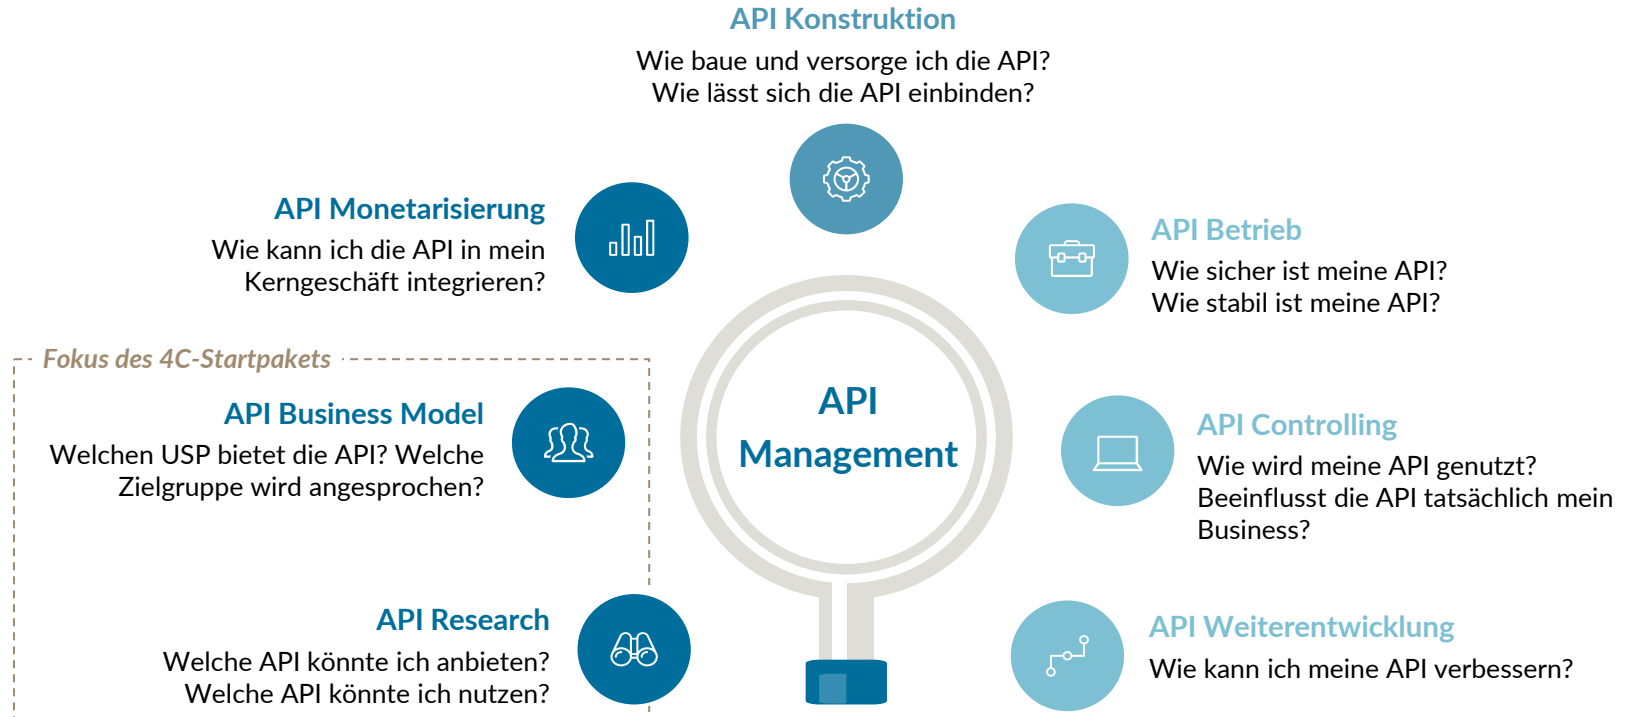 API Konstruktion
Wie baue und versorge ich die API?
Wie lässt sich die API einbinden?
API Monetarisierung
Wie kann ich die API in mein
Kerngeschäft integrieren?
API Betrieb
Wie sicher ist meine API?
Wie stabil ist meine API?
Fokus des 4C-Startpakets
API Business Model
Welchen USP bietet die API? Welche
Zielgruppe wird angesprochen?
API
Management
API Controlling
Wie wird meine API genutzt?
Beeinflusst die API tatsächlich mein
Business?
API Research
Welche API könnte ich anbieten?
Welche API könnte ich nutzen?
API Weiterentwicklung
Wie kann ich meine API verbessern?